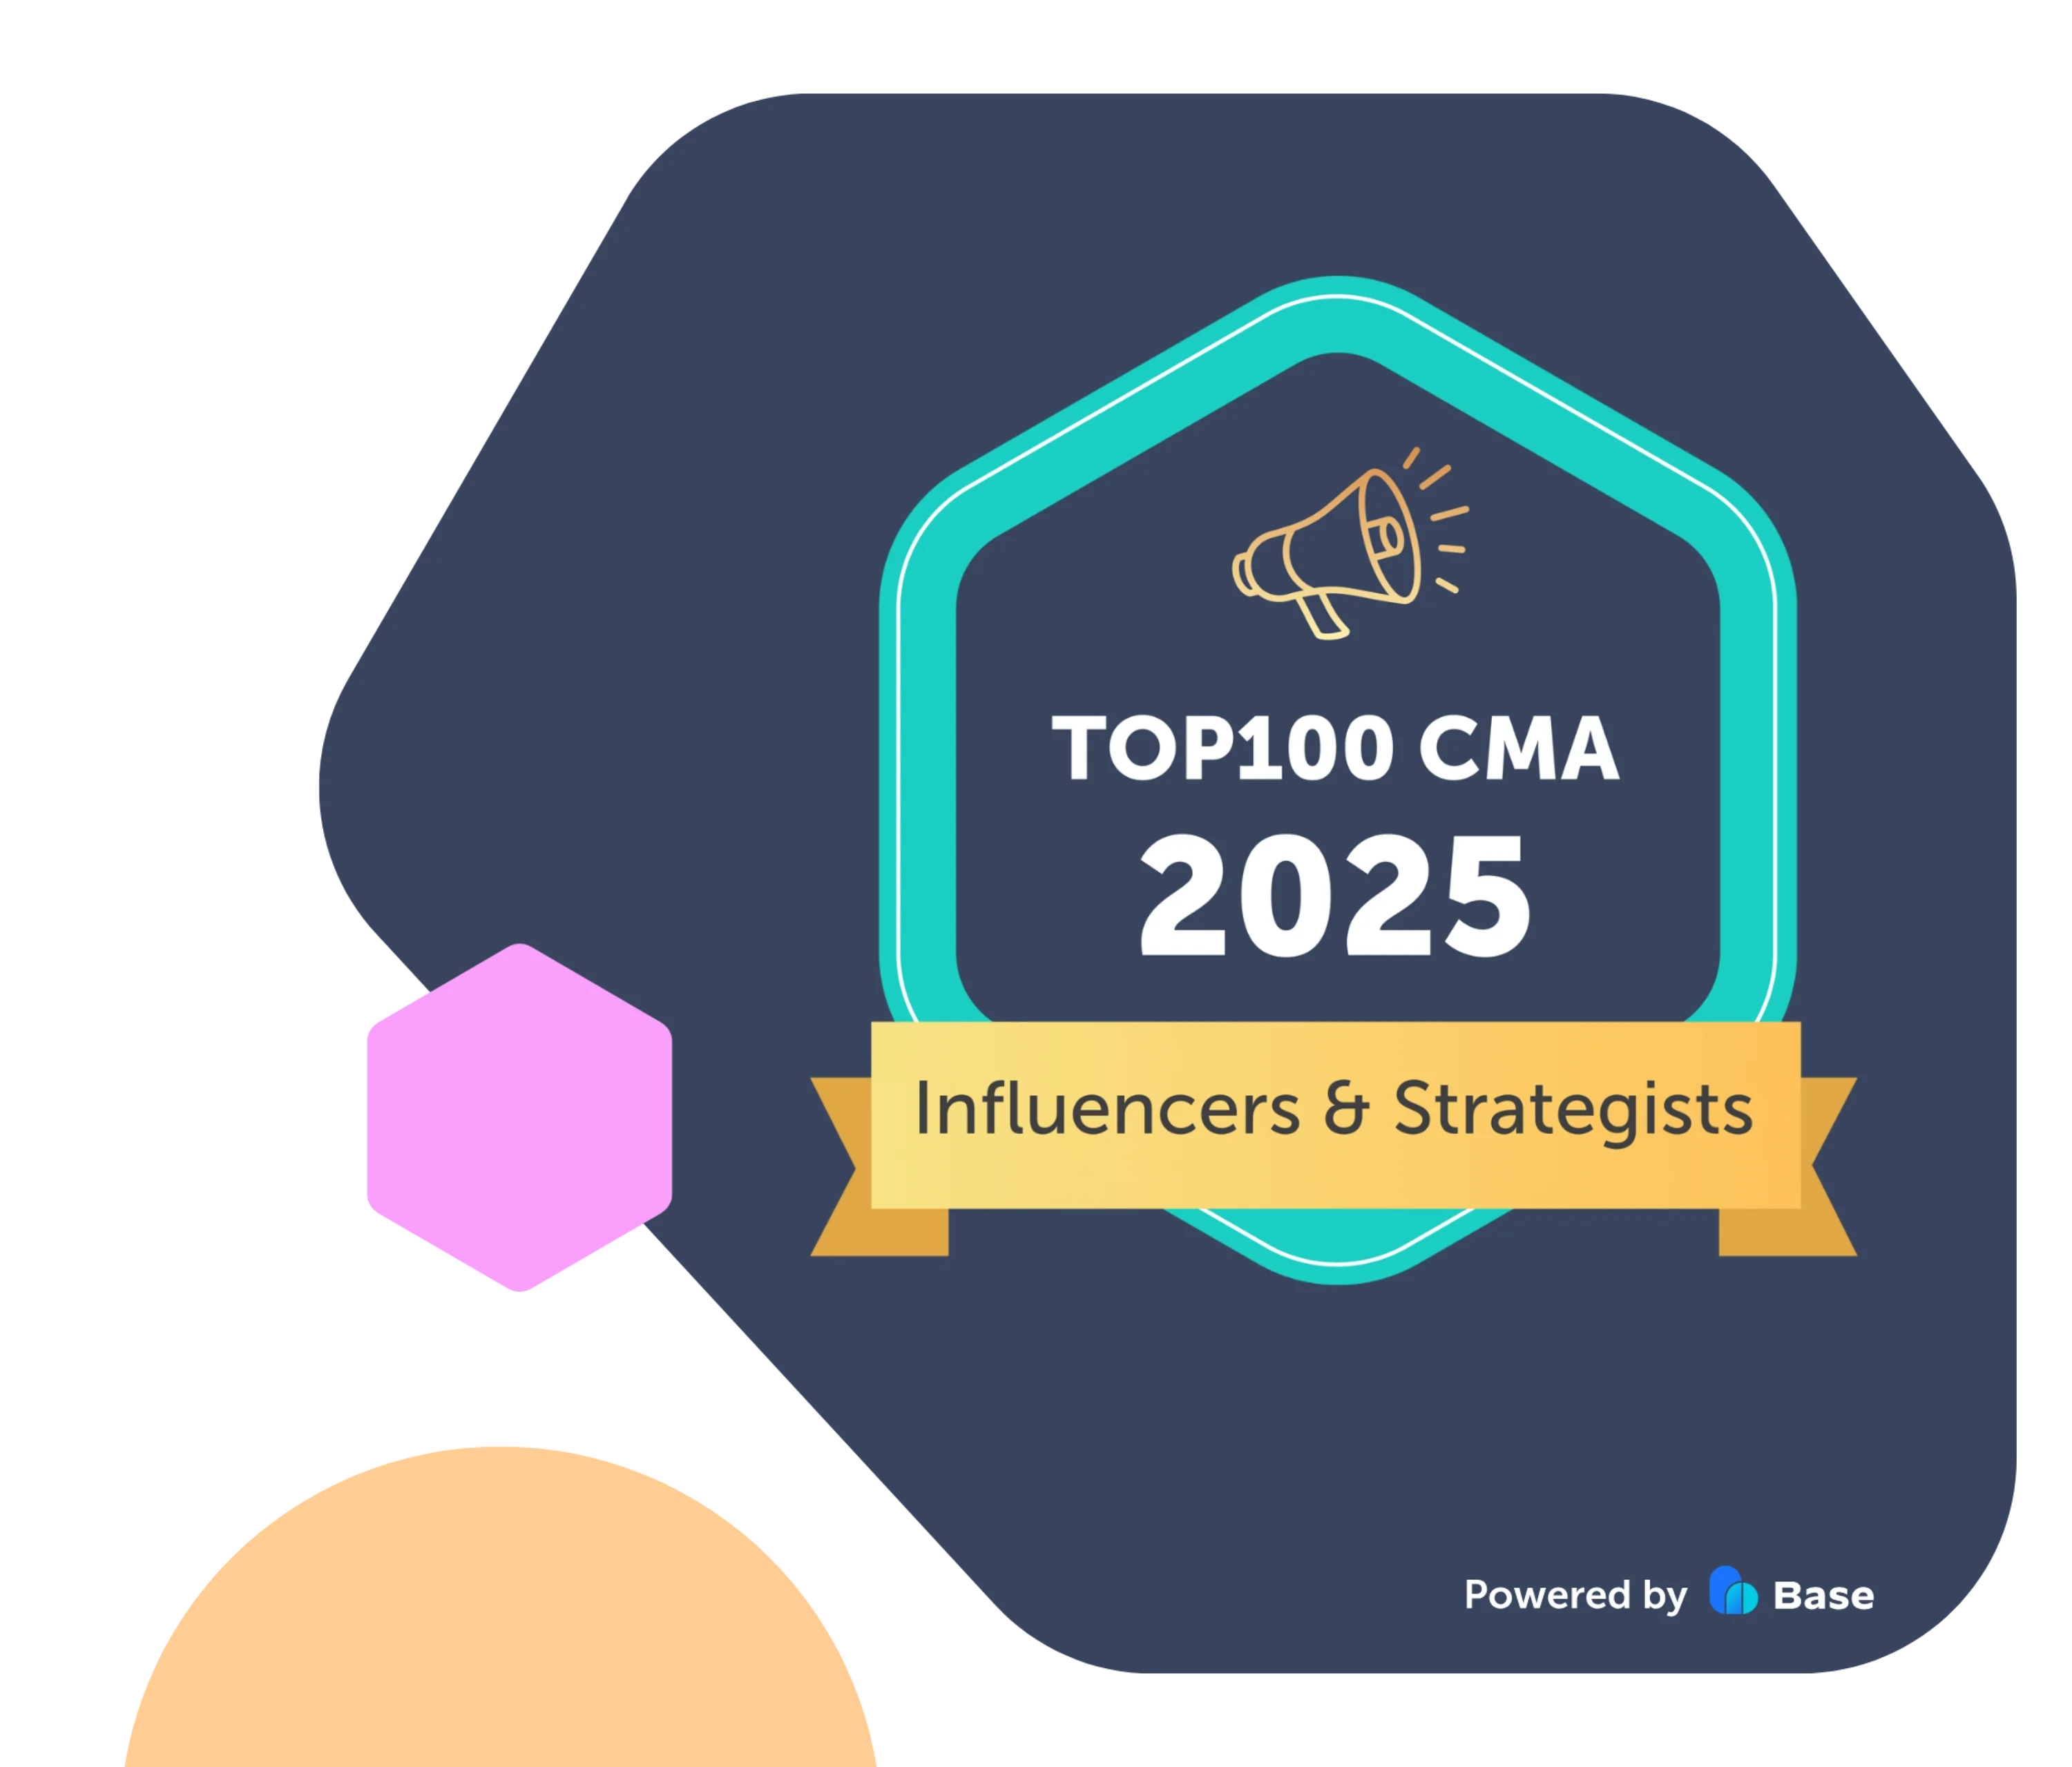 TOP100 CMA
2025
Influencers & Strategists
Powered by Base